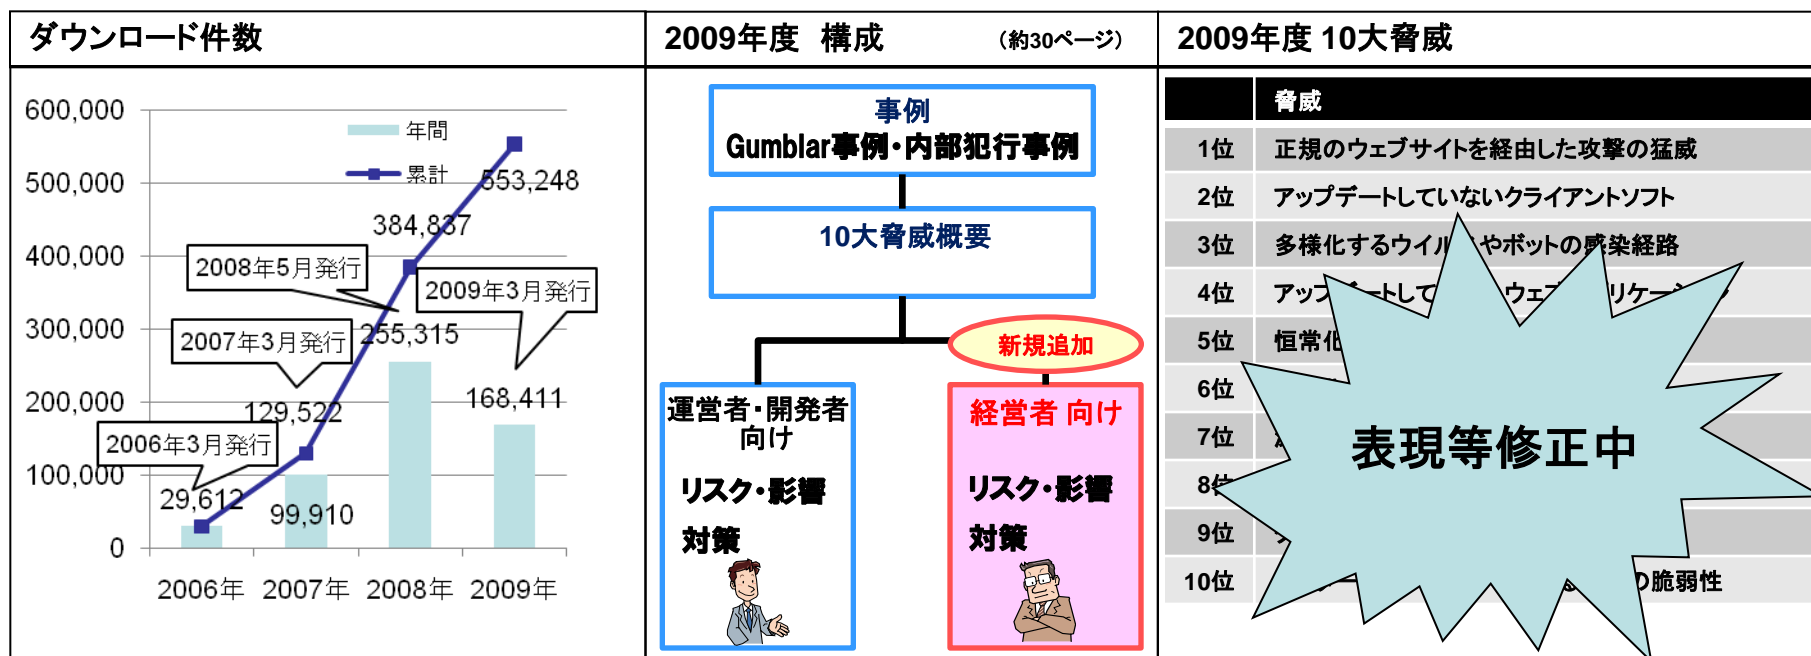 ダウンロード件数
600,000
500,000
400,000
300,000
200,000
100,000
0
年間
累計
553,248
384,837
2008年5月発行
2009年3月発行
255,315
2007年3月発行
129,522
168,411
2006年3月発行
29,612
99,910
2006年 2007年 2008年 2009年
2009年度 構成 (約30ページ)
事例
Gumblar事例・内部犯行事例
10大脅威概要
新規追加
運営者・開発者
向け
リスク・影響
対策
経営者 向け
リスク・影響
対策
2009年度 10大脅威
脅威
1位 正規のウェブサイトを経由した攻撃の猛威
2位 アップデートしていないクライアントソフト
3位 多様化するウイル やボットの感染経路
4位
5位 恒常化
6位
7位
8位
9位
10位 の脆弱性
表現等修正中